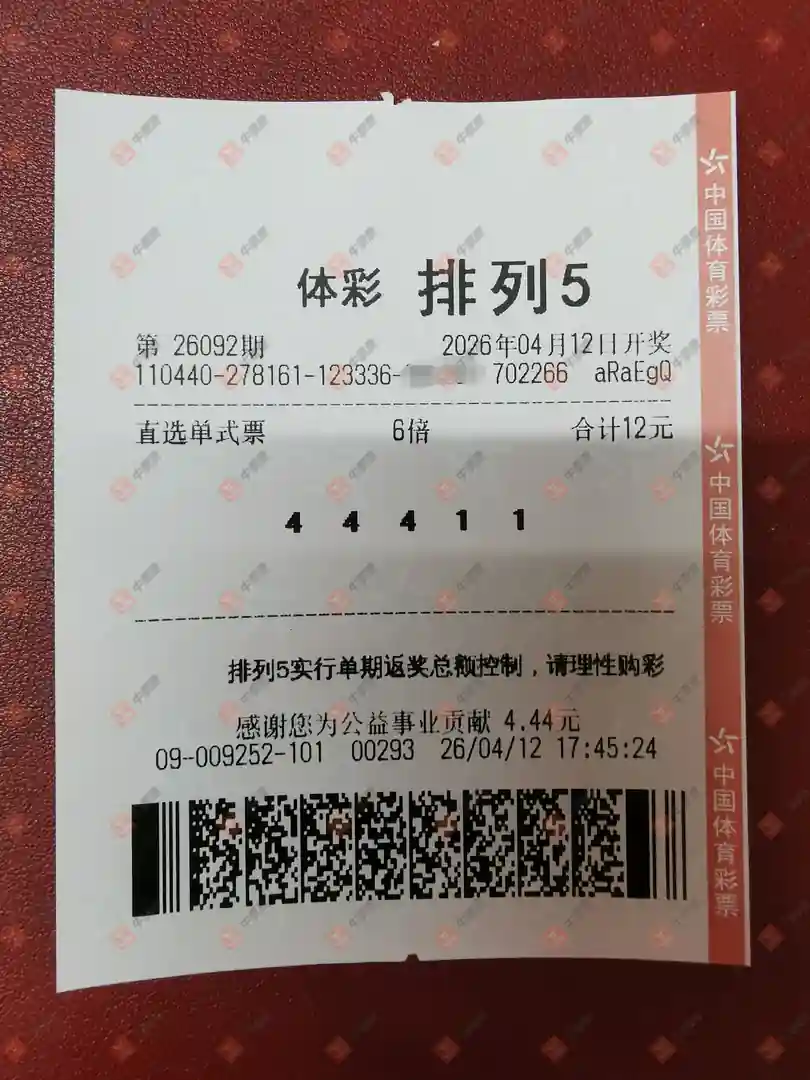 体彩 排列5
第 26092期 2026年04月12日开奖
110440-278161-123336- 702266 aRaEgQ
直选单式票 6倍 合计12元
4 4 4 1 1
排列5实行单期返奖总额控制，请理性购彩
感谢您为公益事业贡献 4.44元
09-009252-101 00293 26/04/12 17:45:24
中国体育彩票
中国体育彩票
中国体育彩票